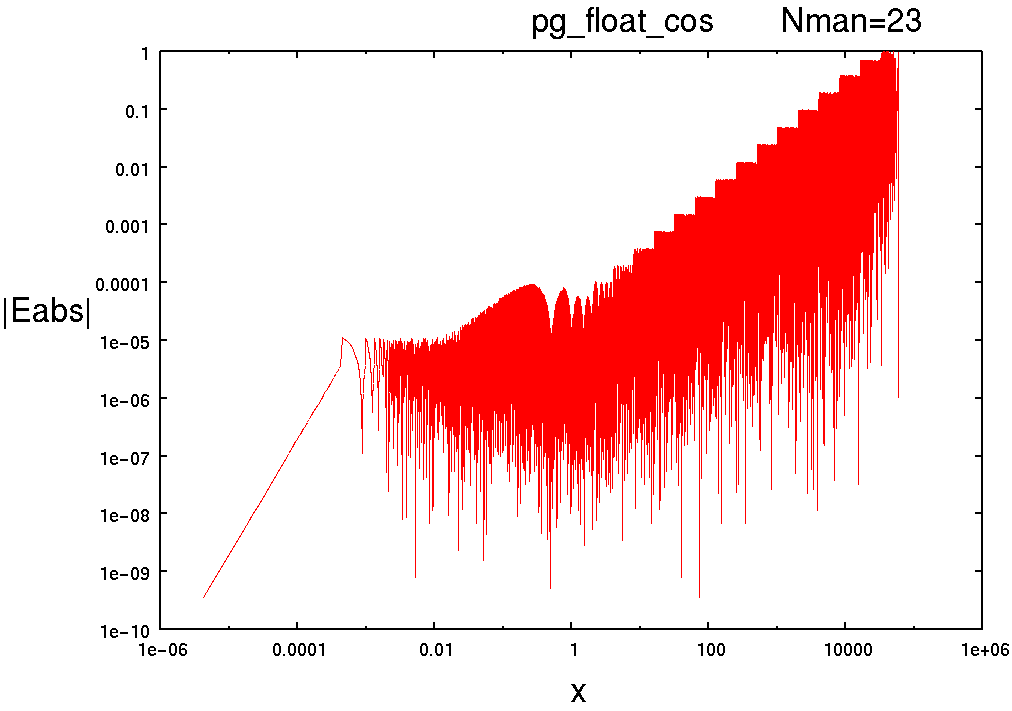 pg_float_cos Nman=23
1
0.1
0.01
0.001
0.0001
|Eabs|
1e-05
1e-06
1e-07
1e-08
1e-09
1e-10
1e-06 0.0001 0.01 1 100 10000 1e+06
x